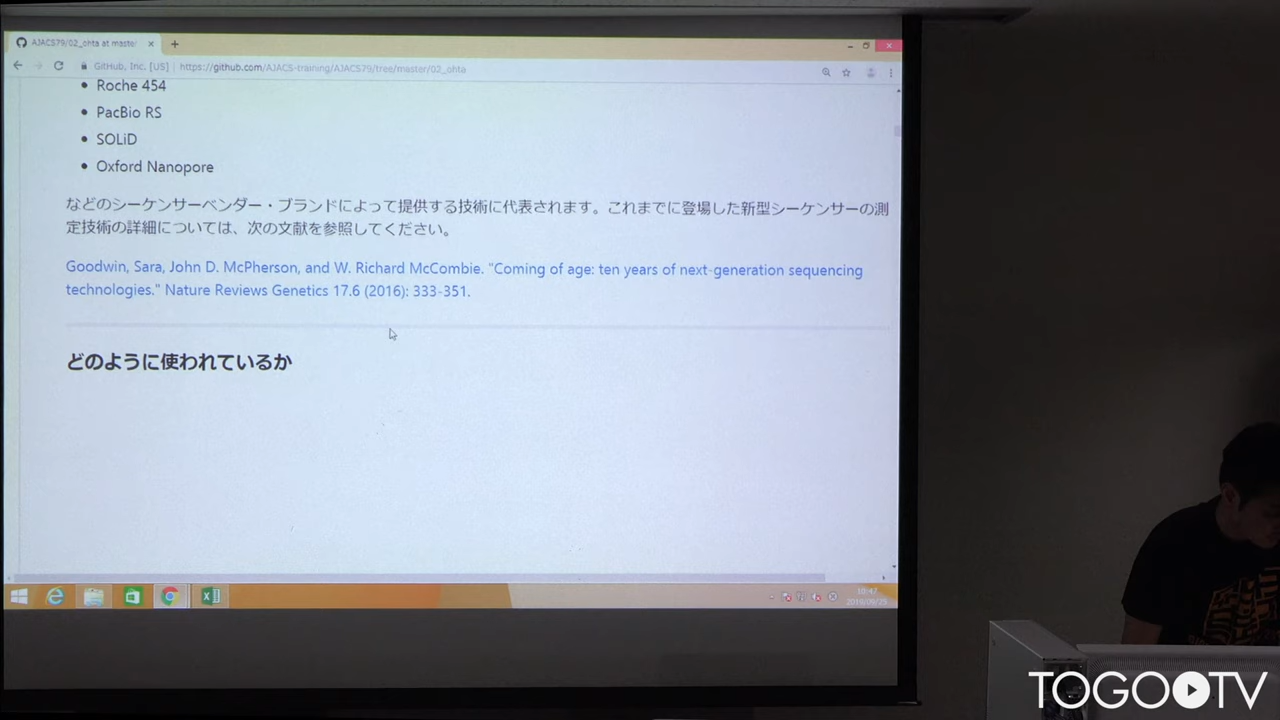 AJACS79/02_ohta at master
GitHub, Inc. [US] | https://github.com/AJACS-training/AJACS79/tree/master/02_ohta
Roche 454
PacBio RS
SOLiD
Oxford Nanopore
などのシーケンサーベンダー・ブランドによって提供する技術に代表されます。これまでに登場した新型シーケンサーの測
定技術の詳細については、次の文献を参照してください。
Goodwin, Sara, John D. McPherson, and W. Richard McCombie. "Coming of age: ten years of next-generation sequencing
technologies." Nature Reviews Genetics 17.6 (2016): 333-351.
どのように使われているか
10:47
2019/09/25
TOGOTV